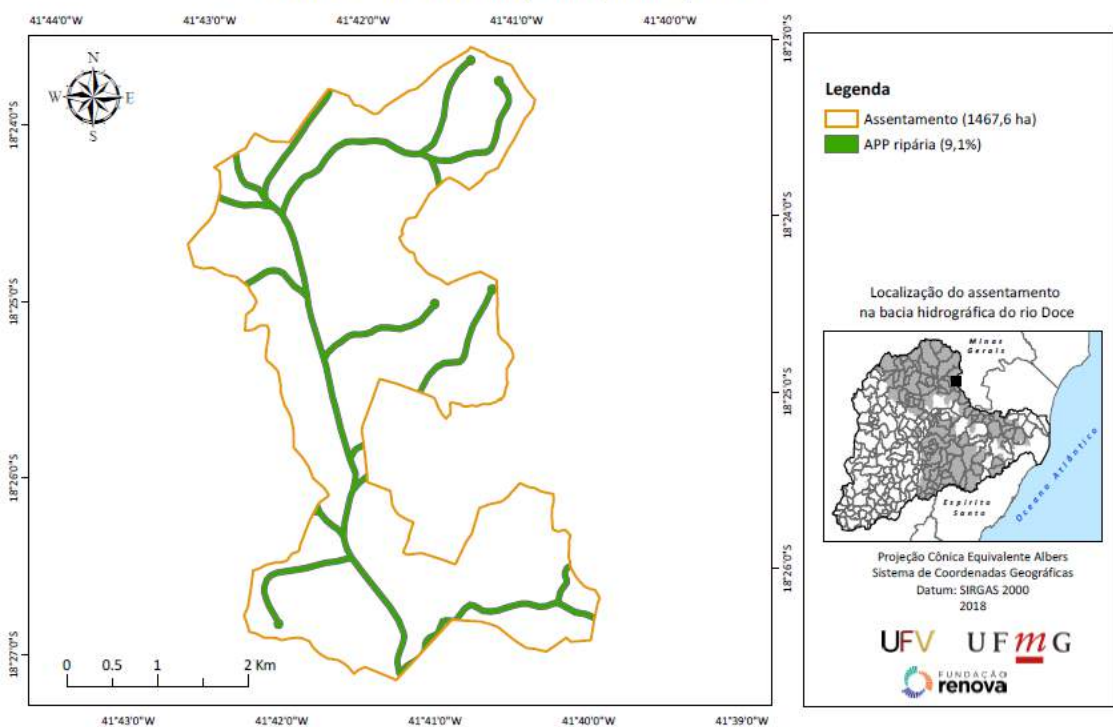 41°44'0"W 41°43'0"W 41°42'0"W 41°41'0"W 41°40'0"W
18°23'0"S
18°24'0"S
18°24'0"S
18°25'0"S
18°25'0"S
18°26'0"S
18°26'0"S
18°27'0"S
N
W E
S
0 0.5 1 2 Km
41°43'0"W 41°42'0"W 41°41'0"W 41°40'0"W 41°39'0"W
Legenda
Assentamento (1467,6 ha)
APP ripária (9,1%)
Localização do assentamento
na bacia hidrográfica do rio Doce
Minas
Gerais
Espírito
Santo
Oceano Atlântico
Projeção Cônica Equivalente Albers
Sistema de Coordenadas Geográficas
Datum: SIRGAS 2000
2018
UFV UFmG
FUNDAÇÃO
renova